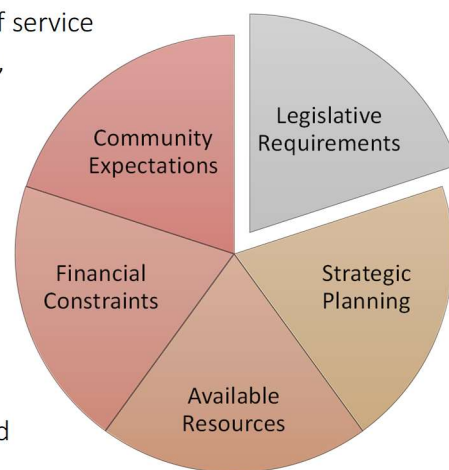 f service
,
Legislative
Requirements
Community
Expectations
Strategic
Planning
Financial
Constraints
Available
Resources
d